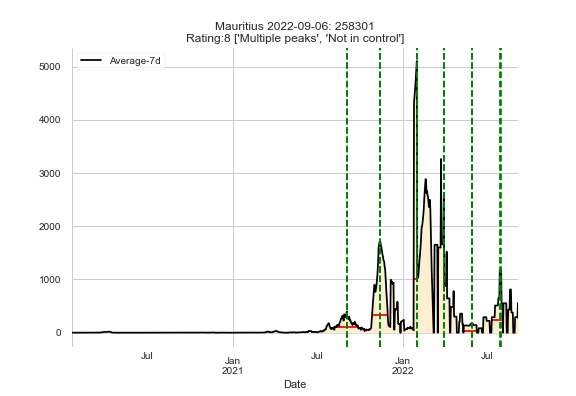 Mauritius 2022-09-06: 258301
Rating:8 ['Multiple peaks', 'Not in control']
Average-7d
5000
4000
3000
2000
1000
0
Jul
Jan
2021
Jul
Jan
2022
Jul
Date